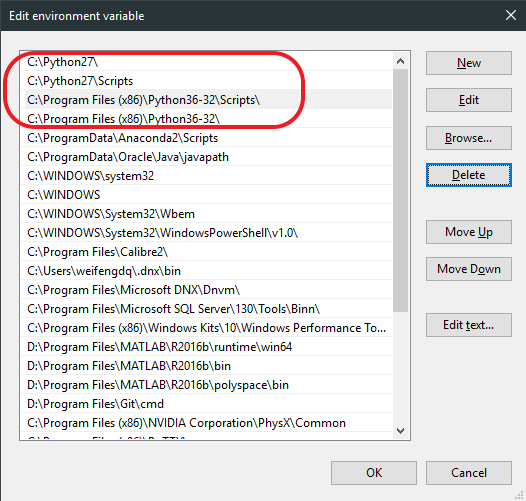 Edit environment variable
C:\Python27\
C:\Python27\Scripts
C:\Program Files (x86)\Python36-32\Scripts\
C:\Program Files (x86)\Python36-32\
C:\ProgramData\Anaconda2\Scripts
C:\ProgramData\Oracle\Java\javapath
C:\WINDOWS\system32
C:\WINDOWS
C:\WINDOWS\System32\Wbem
C:\WINDOWS\System32\WindowsPowerShell\v1.0\
C:\Program Files\Calibre2\
C:\Users\weifengdq\.dnx\bin
C:\Program Files\Microsoft DNX\Dnvm\
C:\Program Files\Microsoft SQL Server\130\Tools\Binn\
C:\Program Files (x86)\Windows Kits\10\Windows Performance To...
D:\Program Files\MATLAB\R2016b\runtime\win64
D:\Program Files\MATLAB\R2016b\bin
D:\Program Files\MATLAB\R2016b\polyspace\bin
D:\Program Files\Git\cmd
C:\Program Files (x86)\NVIDIA Corporation\PhysX\Common
New
Edit
Browse...
Delete
Move Up
Move Down
Edit text...
OK
Cancel